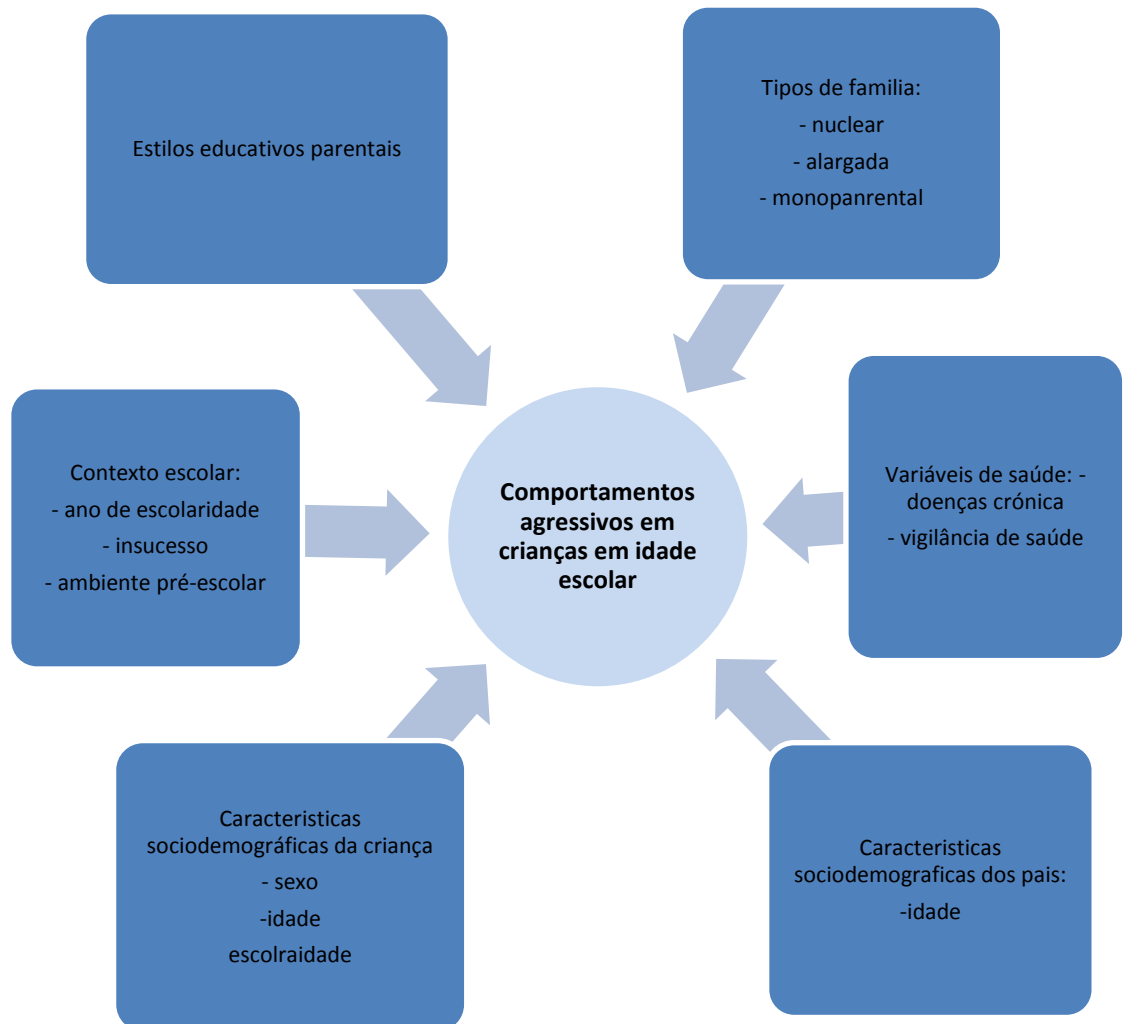 Estilos educativos parentais
Tipos de familia:
- nuclear
- alargada
- monopanrental
Contexto escolar:
- ano de escolaridade
- insucesso
- ambiente pré-escolar
Comportamentos
agressivos em
crianças em idade
escolar
Variáveis de saúde: -
doenças crónica
- vigilância de saúde
Caracteristicas
sociodemográficas da criança
- sexo
-idade
escolraidade
Caracteristicas
sociodemograficas dos pais:
-idade